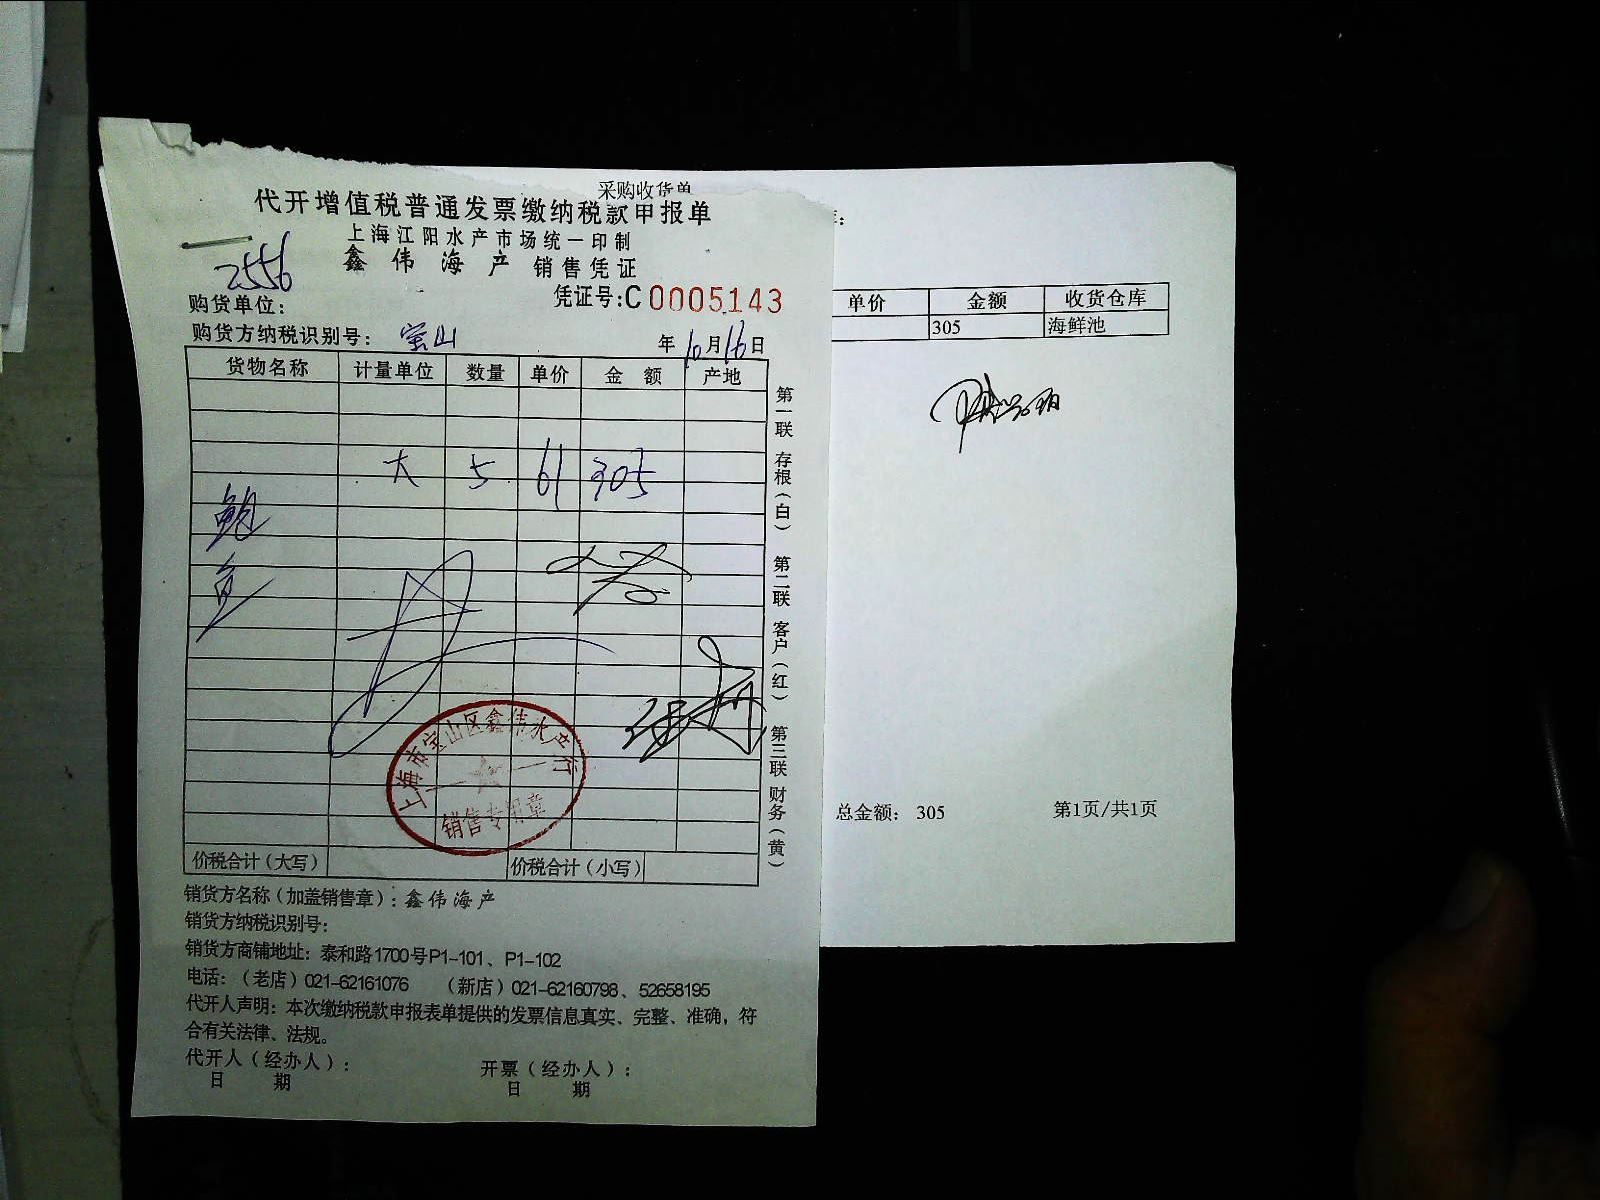 采购收货单
代开增值税普通发票缴纳税款申报单
上海江阳水产市场统一印制
鑫伟海产 销售凭证
2556
购货单位： 凭证号:C 0005143
购货方纳税识别号： 宝山 年 10月16日
货物名称 计量单位 数量 单价 金额 产地
鲍鱼 大 5 61 305
第一联 存根（白） 第二联 客户（红） 第三联 财务（黄）
上海市宝山区鑫伟水产行
销售专用章
价税合计（大写） 价税合计（小写）
销货方名称（加盖销售章）：鑫伟海产
销货方纳税识别号：
销货方商铺地址：泰和路1700号P1-101、P1-102
电话：（老店）021-62161076 （新店）021-62160798、52658195
代开人声明：本次缴纳税款申报表单提供的发票信息真实、完整、准确，符
合有关法律、法规。
代开人（经办人）： 开票（经办人）：
日 期 日 期
单价 金额 收货仓库
305 海鲜池
总金额： 305 第1页/共1页